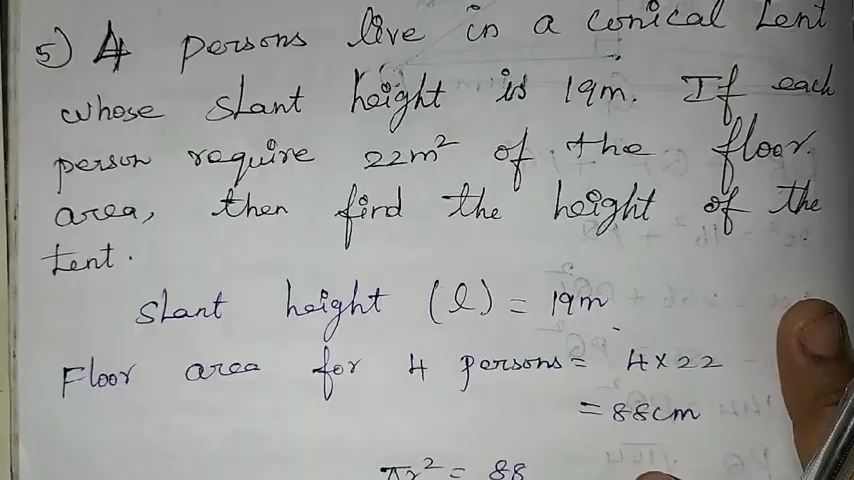 5) 4 persons live in a conical tent
whose slant height is 19m. If each
person require 22m² of the floor.
area, then find the height of the
tent.
Slant height (l) = 19m
Floor area for 4 persons = 4×22
= 88cm
πr² = 88